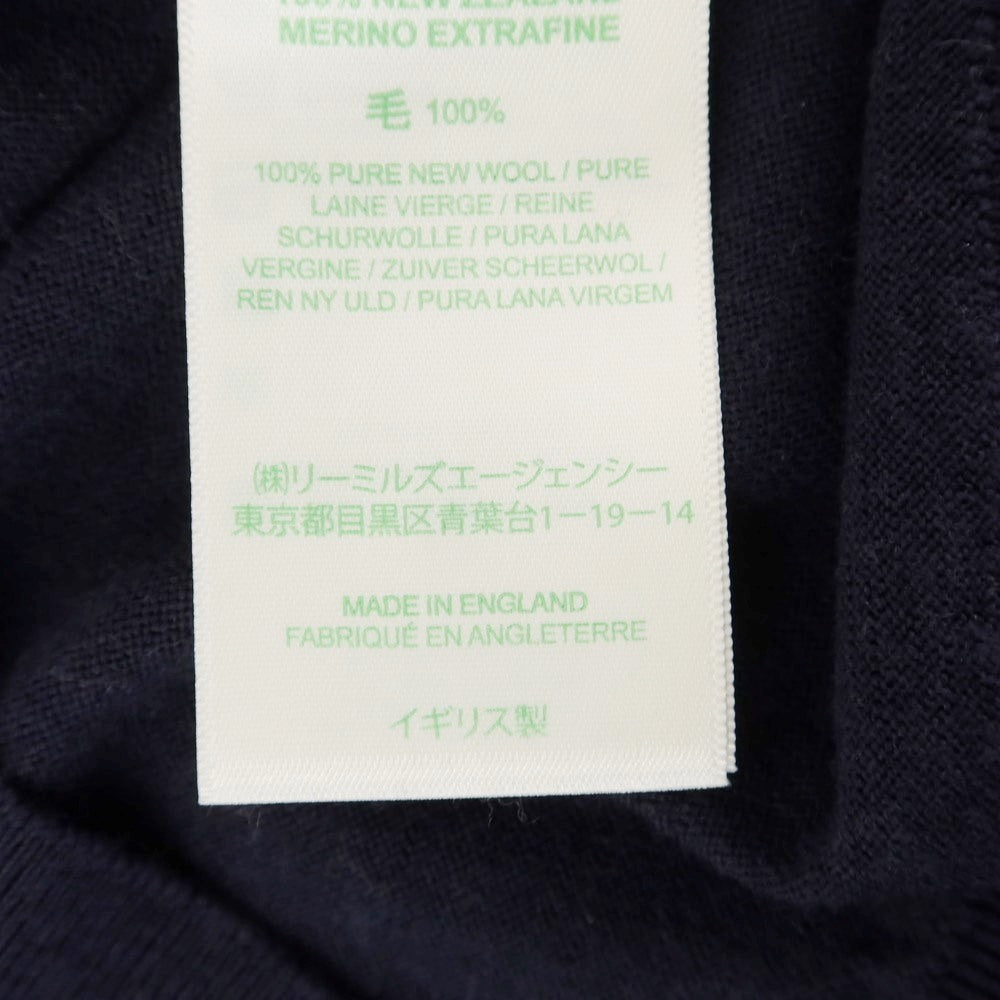 100% NEW ZEALAND
MERINO EXTRAFINE
毛 100%
100% PURE NEW WOOL / PURE
LAINE VIERGE / REINE
SCHURWOLLE / PURA LANA
VERGINE / ZUIVER SCHEERWOL /
REN NY ULD / PURA LANA VIRGEM
㈱リーミルズエージェンシー
東京都目黒区青葉台1-19-14
MADE IN ENGLAND
FABRIQUÉ EN ANGLETERRE
イギリス製